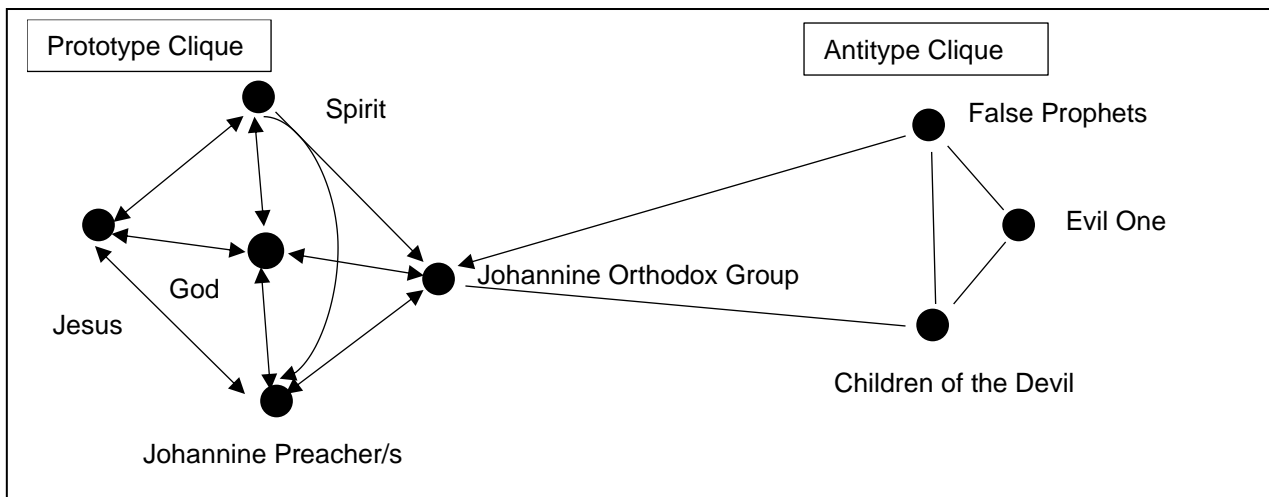 Prototype Clique
Antitype Clique
Spirit
False Prophets
Evil One
God
Johannine Orthodox Group
Jesus
Children of the Devil
Johannine Preacher/s